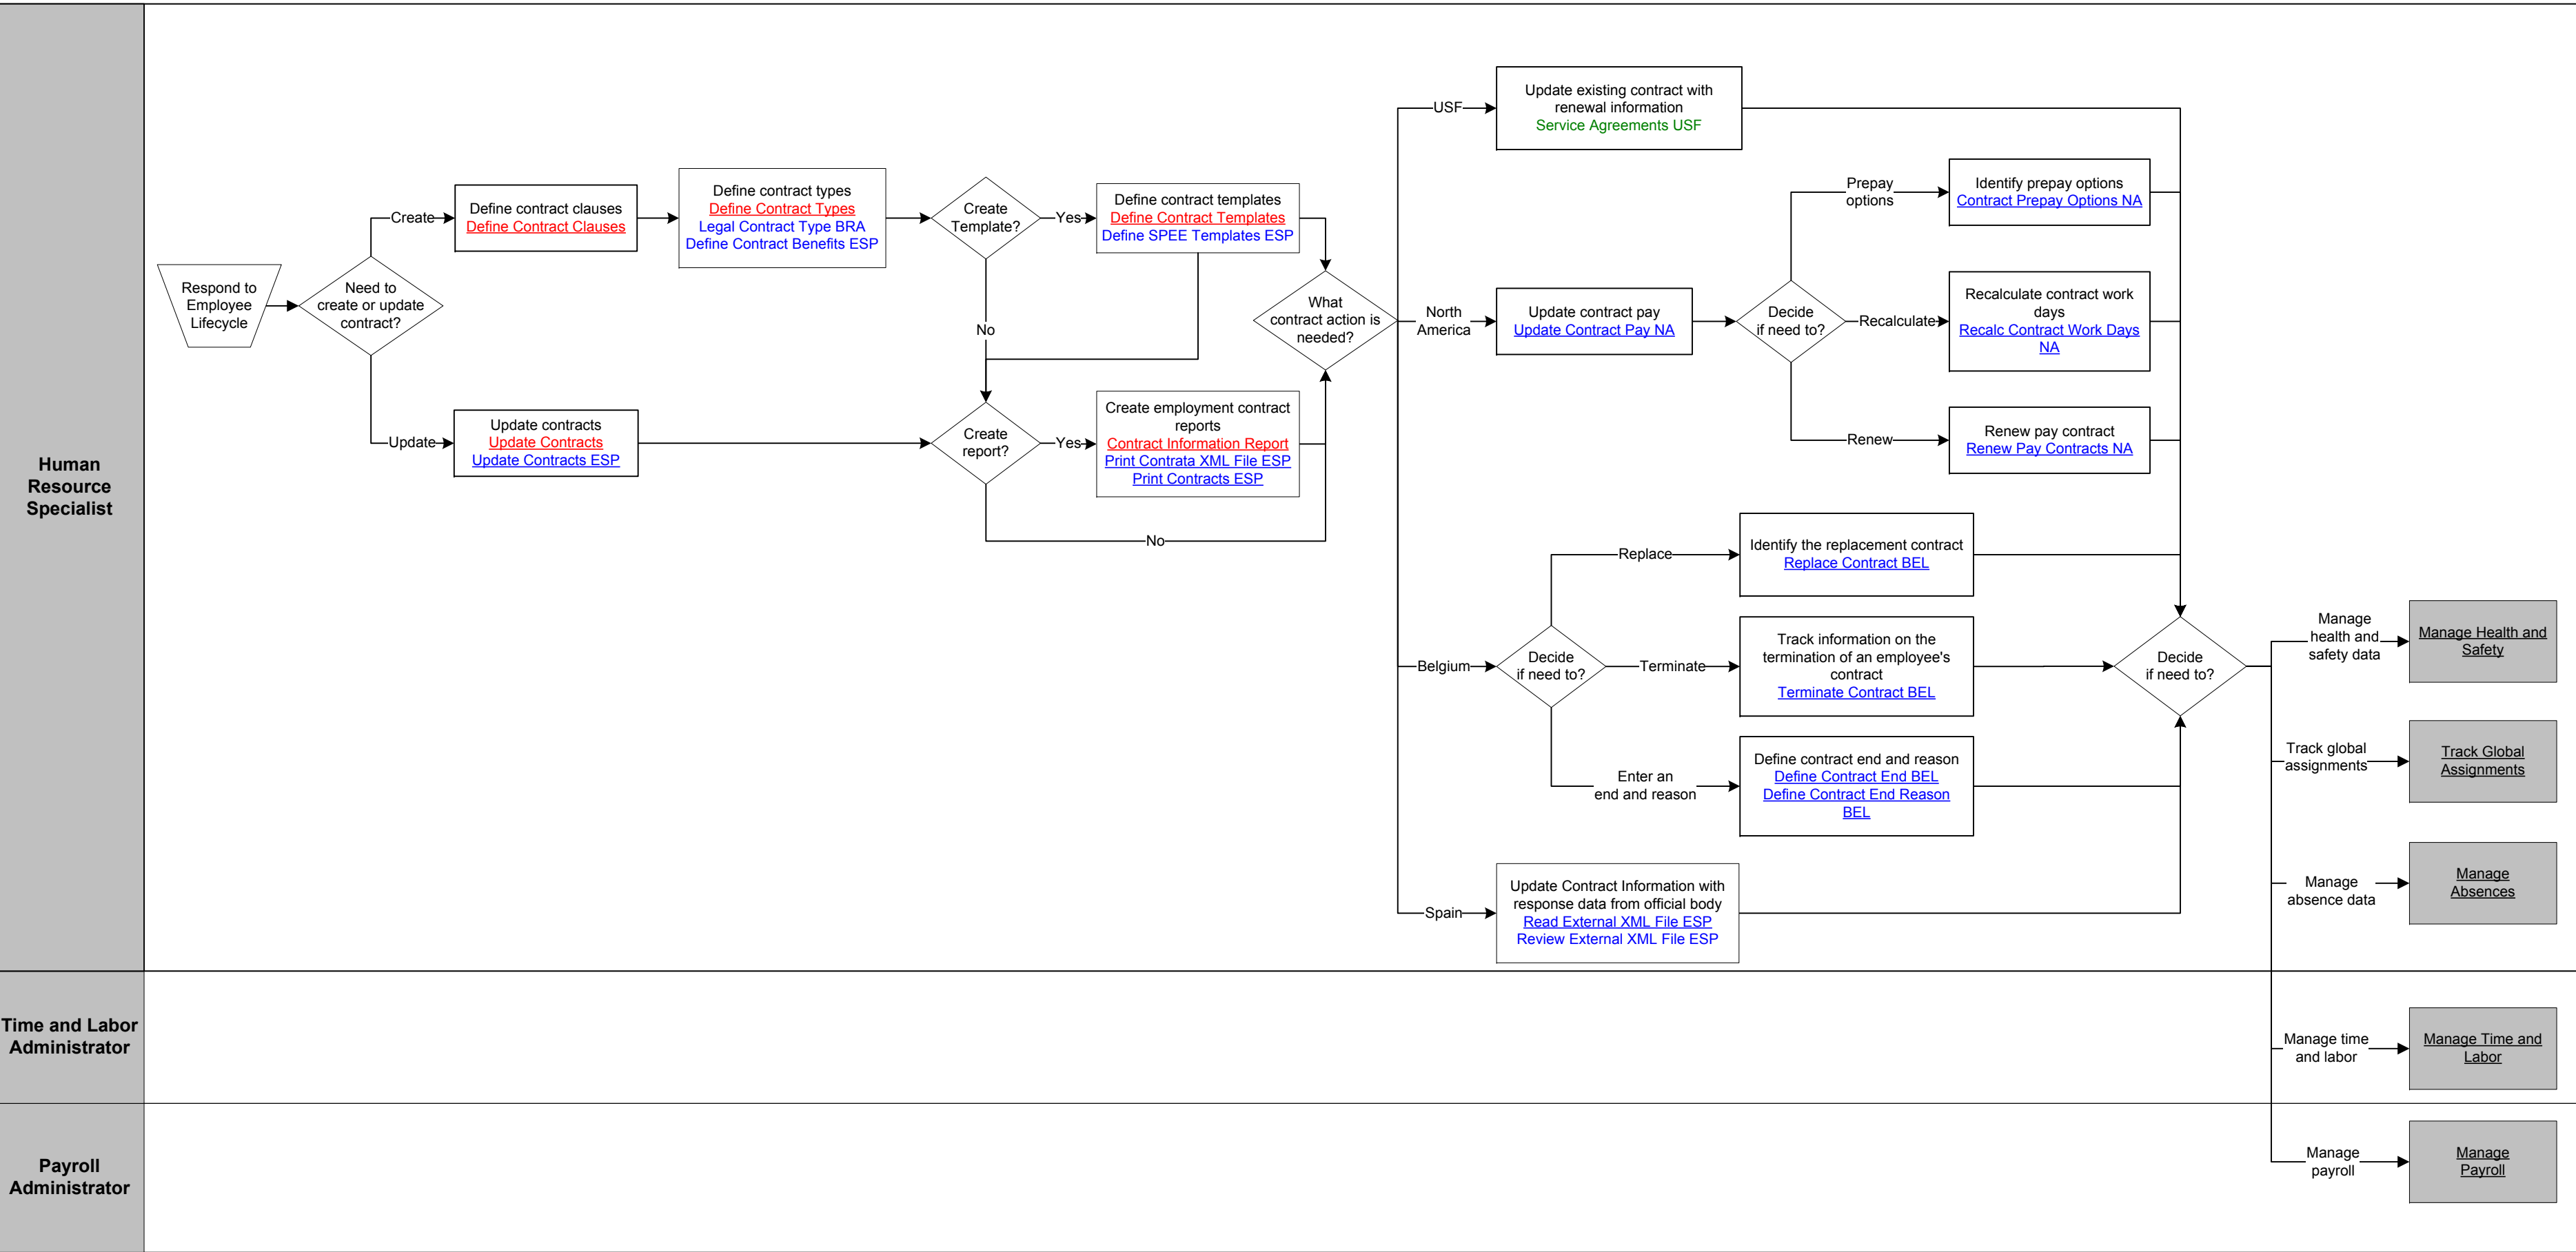 Human
Resource
Specialist
Respond to
Employee
Lifecycle
Need to
create or update
contract?
Create
Define contract clauses
Define Contract Clauses
Define contract types
Define Contract Types
Legal Contract Type BRA
Define Contract Benefits ESP
Create
Template?
Yes
No
Define contract templates
Define Contract Templates
Define SPEE Templates ESP
Update
Update contracts
Update Contracts
Update Contracts ESP
Create
report?
Yes
No
Create employment contract
reports
Contract Information Report
Print Contrata XML File ESP
Print Contracts ESP
What
contract action is
needed?
USF
Update existing contract with
renewal information
Service Agreements USF
North
America
Update contract pay
Update Contract Pay NA
Decide
if need to?
Prepay
options
Identify prepay options
Contract Prepay Options NA
Recalculate
Recalculate contract work
days
Recalc Contract Work Days
NA
Renew
Renew pay contract
Renew Pay Contracts NA
Belgium
Decide
if need to?
Replace
Identify the replacement contract
Replace Contract BEL
Terminate
Track information on the
termination of an employee's
contract
Terminate Contract BEL
Enter an
end and reason
Define contract end and reason
Define Contract End BEL
Define Contract End Reason
BEL
Spain
Update Contract Information with
response data from official body
Read External XML File ESP
Review External XML File ESP
Decide
if need to?
Manage
health and
safety data
Manage Health and
Safety
Track global
assignments
Track Global
Assignments
Manage
absence data
Manage
Absences
Time and Labor
Administrator
Manage time
and labor
Manage Time and
Labor
Payroll
Administrator
Manage
payroll
Manage
Payroll